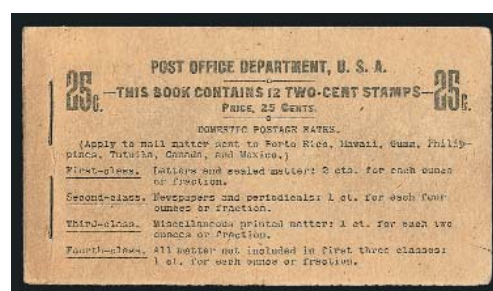 POST OFFICE DEPARTMENT, U. S. A.
25c. —THIS BOOK CONTAINS 12 TWO-CENT STAMPS— 25c.
PRICE, 25 CENTS.
DOMESTIC POSTAGE RATES.
(Apply to mail matter sent to Porto Rico, Hawaii, Guam, Philip-
pines, Tutuila, Canada, and Mexico.)
First-class. Letters and sealed matter: 2 cts. for each ounce
or fraction.
Second-class. Newspapers and periodicals: 1 ct. for each four
ounces or fraction.
Third-class. Miscellaneous printed matter: 1 ct. for each two
ounces or fraction.
Fourth-class. All matter not included in first three classes:
1 ct. for each ounce or fraction.